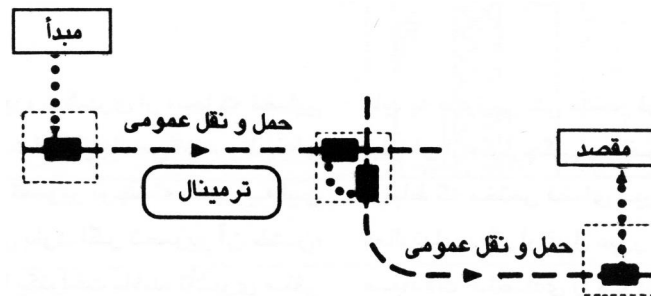 مبدأ
حمل و نقل عمومی
ترمینال
مقصد
حمل و نقل عمومی